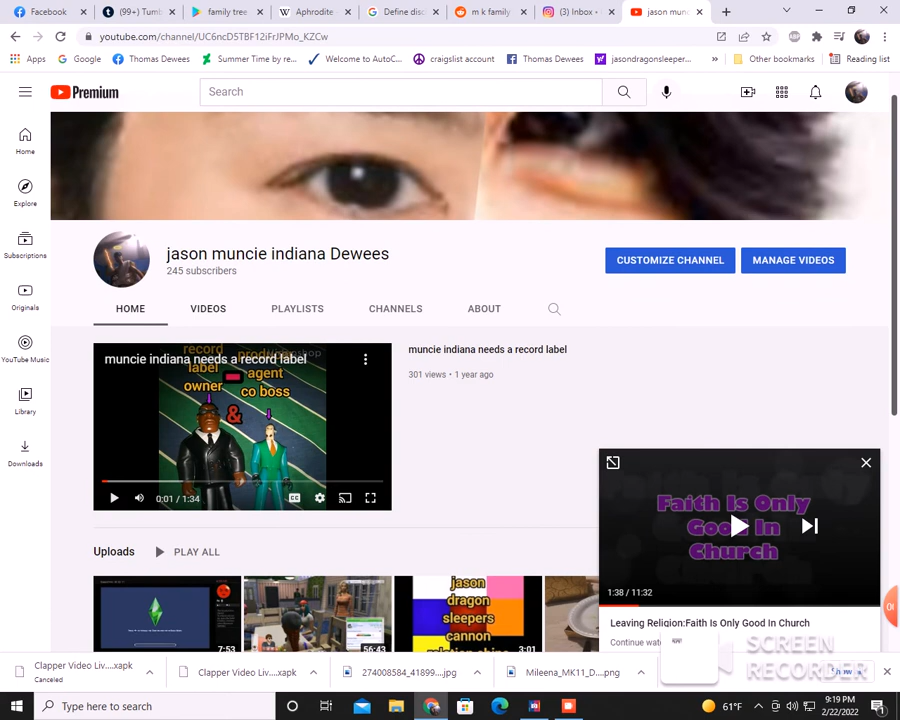 Facebook
(99+) Tumb
family tree
Aphrodite -
Define disc
m k family
(3) Inbox •
jason munc
youtube.com/channel/UC6ncD5TBF12iFrJPMo_KZCw
Apps
Google
Thomas Dewees
Summer Time by re...
Welcome to AutoC...
craigslist account
Thomas Dewees
jasondragonsleeper...
»
Other bookmarks
Reading list
Premium
Search
Home
Explore
Subscriptions
Originals
YouTube Music
Library
Downloads
jason muncie indiana Dewees
245 subscribers
CUSTOMIZE CHANNEL
MANAGE VIDEOS
HOME
VIDEOS
PLAYLISTS
CHANNELS
ABOUT
muncie indiana needs a record label
record
label
owner
agent
co boss
&
0:01 / 1:34
CC
muncie indiana needs a record label
301 views • 1 year ago
Faith Is Only
Good In
Church
1:38 / 11:32
Leaving Religion:Faith Is Only Good In Church
Continue wat
Uploads
PLAY ALL
7:53
56:43
jason
dragon
sleepers
cannon
3:01
SCREEN
RECORDER
Clapper Video Liv....xapk
Canceled
Clapper Video Liv....xapk
274008584_41899...jpg
Mileena_MK11_D....png
Type here to search
61°F
9:19 PM
2/22/2022